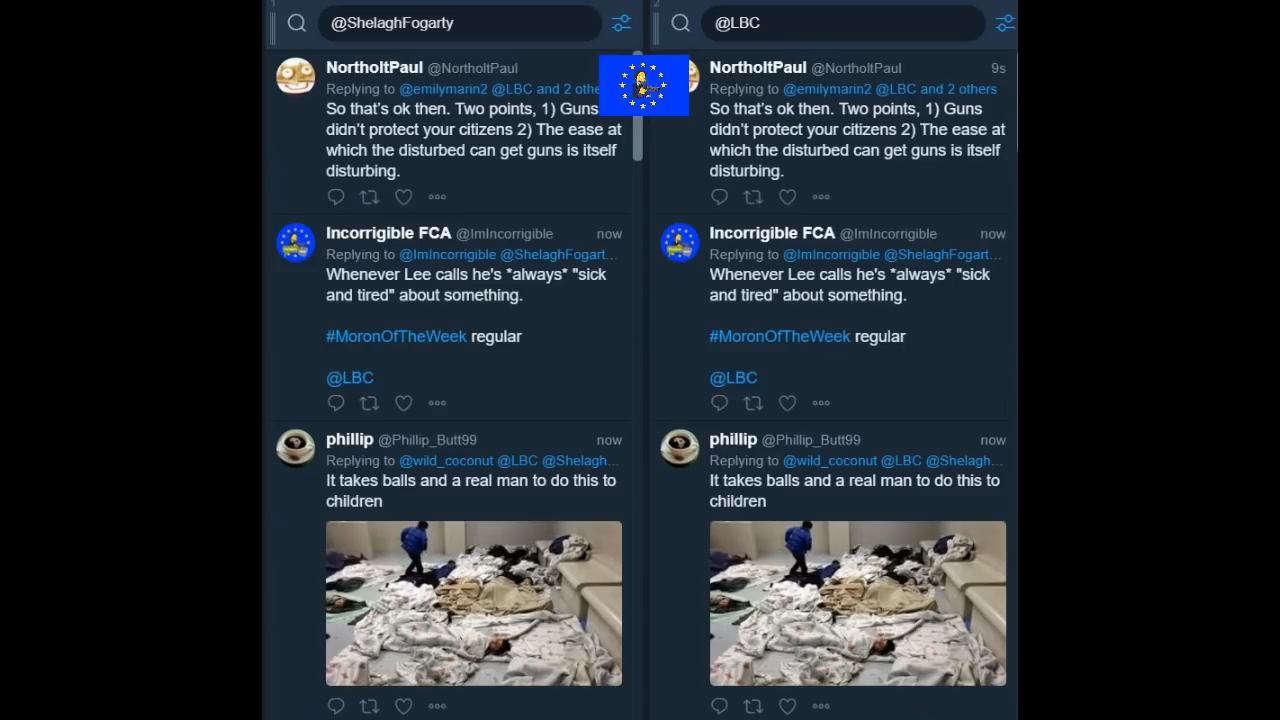 1
@ShelaghFogarty
NortholtPaul @NortholtPaul
Replying to @emilymarin2 @LBC and 2 othe
So that's ok then. Two points, 1) Guns
didn't protect your citizens 2) The ease at
which the disturbed can get guns is itself
disturbing.
Incorrigible FCA @ImIncorrigible now
Replying to @ImIncorrigible @ShelaghFogart...
Whenever Lee calls he's *always* "sick
and tired" about something.
#MoronOfTheWeek regular
@LBC
phillip @Phillip_Butt99 now
Replying to @wild_coconut @LBC @Shelagh...
It takes balls and a real man to do this to
children
2
@LBC
NortholtPaul @NortholtPaul 9s
Replying to @emilymarin2 @LBC and 2 others
So that's ok then. Two points, 1) Guns
didn't protect your citizens 2) The ease at
which the disturbed can get guns is itself
disturbing.
Incorrigible FCA @ImIncorrigible now
Replying to @ImIncorrigible @ShelaghFogart...
Whenever Lee calls he's *always* "sick
and tired" about something.
#MoronOfTheWeek regular
@LBC
phillip @Phillip_Butt99 now
Replying to @wild_coconut @LBC @Shelagh...
It takes balls and a real man to do this to
children